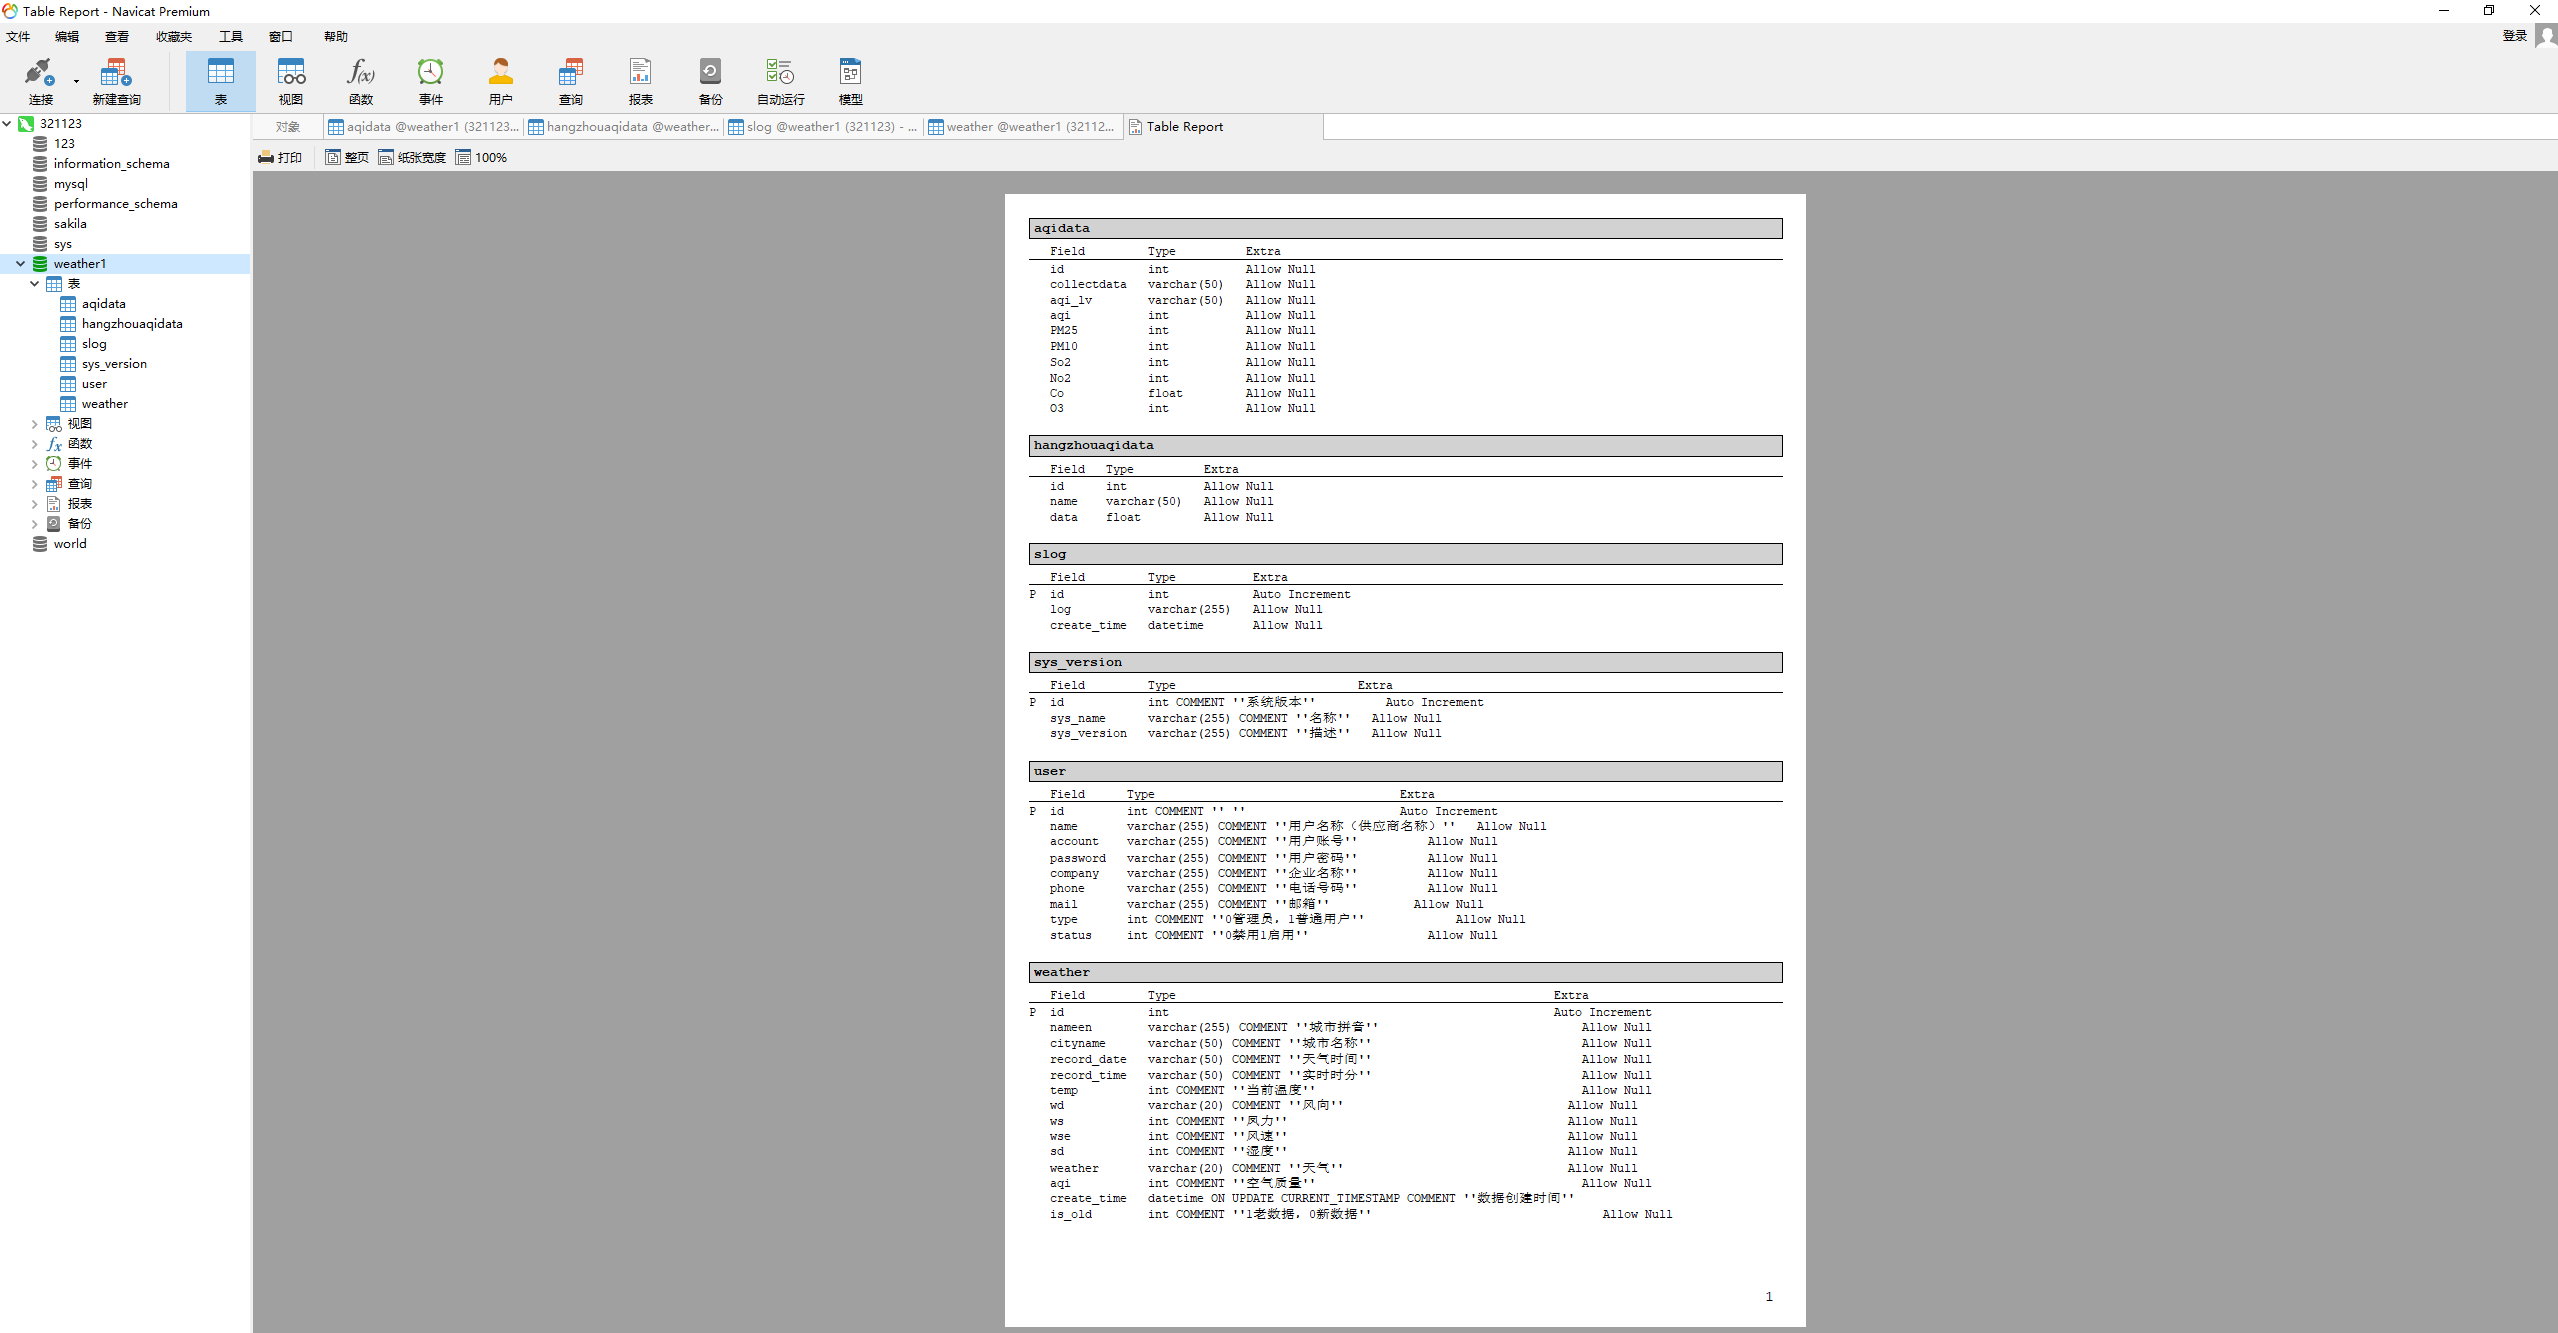 Table Report - Navicat Premium
文件 编辑 查看 收藏夹 工具 窗口 帮助 登录
连接 新建查询 表 视图 函数 事件 用户 查询 报表 备份 自动运行 模型
对象 aqidata @weather1 (321123... hangzhouaqidata @weather... slog @weather1 (321123) - ... weather @weather1 (32112... Table Report
打印 整页 纸张宽度 100%
321123
123
information_schema
mysql
performance_schema
sakila
sys
weather1
表
aqidata
hangzhouaqidata
slog
sys_version
user
weather
视图
函数
事件
查询
报表
备份
world
aqidata
Field Type Extra
id int Allow Null
collectdata varchar(50) Allow Null
aqi_lv varchar(50) Allow Null
aqi int Allow Null
PM25 int Allow Null
PM10 int Allow Null
So2 int Allow Null
No2 int Allow Null
Co float Allow Null
O3 int Allow Null
hangzhouaqidata
Field Type Extra
id int Allow Null
name varchar(50) Allow Null
data float Allow Null
slog
Field Type Extra
P id int Auto Increment
log varchar(255) Allow Null
create_time datetime Allow Null
sys_version
Field Type Extra
P id int COMMENT ''系统版本'' Auto Increment
sys_name varchar(255) COMMENT ''名称'' Allow Null
sys_version varchar(255) COMMENT ''描述'' Allow Null
user
Field Type Extra
P id int COMMENT '' '' Auto Increment
name varchar(255) COMMENT ''用户名称（供应商名称）'' Allow Null
account varchar(255) COMMENT ''用户账号'' Allow Null
password varchar(255) COMMENT ''用户密码'' Allow Null
company varchar(255) COMMENT ''企业名称'' Allow Null
phone varchar(255) COMMENT ''电话号码'' Allow Null
mail varchar(255) COMMENT ''邮箱'' Allow Null
type int COMMENT ''0管理员，1普通用户'' Allow Null
status int COMMENT ''0禁用1启用'' Allow Null
weather
Field Type Extra
P id int Auto Increment
nameen varchar(255) COMMENT ''城市拼音'' Allow Null
cityname varchar(50) COMMENT ''城市名称'' Allow Null
record_date varchar(50) COMMENT ''天气时间'' Allow Null
record_time varchar(50) COMMENT ''实时时分'' Allow Null
temp int COMMENT ''当前温度'' Allow Null
wd varchar(20) COMMENT ''风向'' Allow Null
ws int COMMENT ''风力'' Allow Null
wse int COMMENT ''风速'' Allow Null
sd int COMMENT ''湿度'' Allow Null
weather varchar(20) COMMENT ''天气'' Allow Null
aqi int COMMENT ''空气质量'' Allow Null
create_time datetime ON UPDATE CURRENT_TIMESTAMP COMMENT ''数据创建时间''
is_old int COMMENT ''1老数据，0新数据'' Allow Null
1